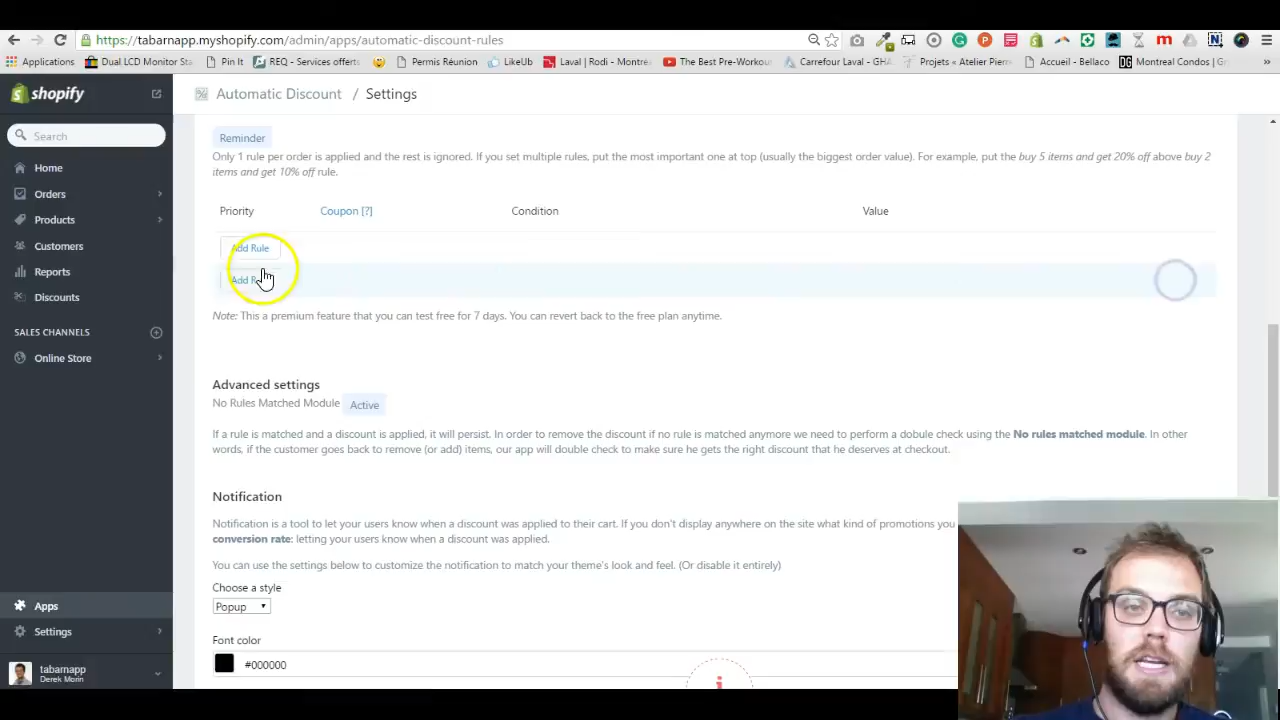 https://tabarnapp.myshopify.com/admin/apps/automatic-discount-rules
Applications
Dual LCD Monitor Sta
Pin It
REQ - Services offerts
Permis Réunion
LikeUb
Laval | Rodi - Montre
The Best Pre-Workou
Carrefour Laval - GHA
Projets « Atelier Pierr
Accueil - Bellaco
DG Montreal Condos | Gr
shopify
Automatic Discount / Settings
Search
Home
Orders
Products
Customers
Reports
Discounts
SALES CHANNELS
Online Store
Apps
Settings
tabarnapp
Derek Morin
Reminder
Only 1 rule per order is applied and the rest is ignored. If you set multiple rules, put the most important one at top (usually the biggest order value). For example, put the buy 5 items and get 20% off above buy 2
items and get 10% off rule.
Priority Coupon [?] Condition Value
Add Rule
Add
Note: This a premium feature that you can test free for 7 days. You can revert back to the free plan anytime.
Advanced settings
No Rules Matched Module Active
If a rule is matched and a discount is applied, it will persist. In order to remove the discount if no rule is matched anymore we need to perform a dobule check using the No rules matched module. In other
words, if the customer goes back to remove (or add) items, our app will double check to make sure he gets the right discount that he deserves at checkout.
Notification
Notification is a tool to let your users know when a discount was applied to their cart. If you don't display anywhere on the site what kind of promotions you
conversion rate: letting your users know when a discount was applied.
You can use the settings below to customize the notification to match your theme's look and feel. (Or disable it entirely)
Choose a style
Popup
Font color
#000000